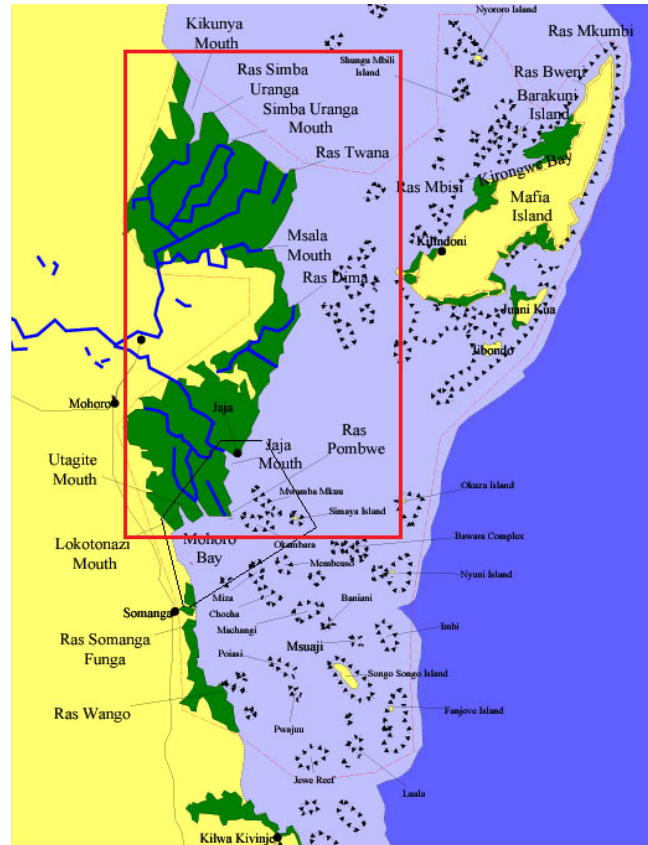 Nyororo Island
Kikunya
Mouth
Ras Mkumbi
Shungu Mbili
Island
Ras Simba
Uranga
Ras Bweni
Barakuni
Island
Simba Uranga
Mouth
Ras Twana
Kirongwe Bay
Ras Mbisi
Mafia
Island
Msala
Mouth
Kilindoni
Ras Dima
Juani Kua
Jibondo
Mohoro
Jaja
Ras
Pombwe
Jaja
Mouth
Utagite
Mouth
Okuza Island
Mwamba Mkuu
Simaya Island
Lokotonazi
Mouth
Mohoro
Bay
Okambara
Bawara Complex
Membeuso
Nyuni Island
Miza
Somanga
Chocha
Baniani
Machangi
Imbi
Ras Somanga
Funga
Msuaji
Poiasi
Songo Songo Island
Ras Wango
Fanjove Island
Pwajuu
Jewe Reef
Luala
Kilwa Kivinje